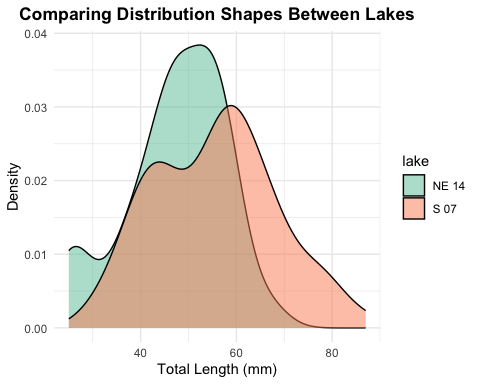 Comparing Distribution Shapes Between Lakes
0.04
0.03
0.02
0.01
0.00
Density
40 60 80
Total Length (mm)
lake
NE 14
S 07